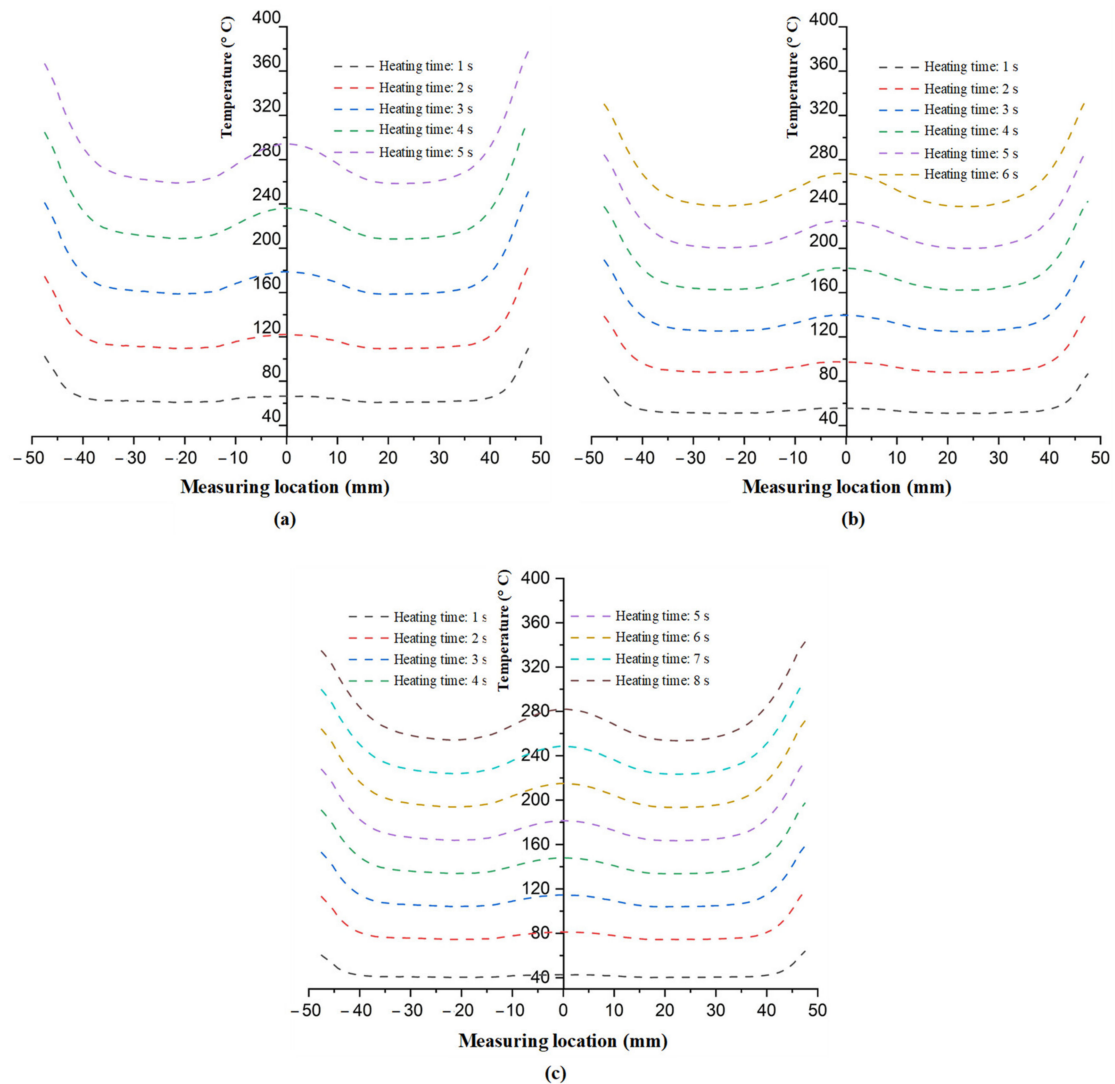 Temperature (° C)
400
360
320
280
240
200
160
120
80
40
Heating time: 1 s
Heating time: 2 s
Heating time: 3 s
Heating time: 4 s
Heating time: 5 s
−50 −40 −30 −20 −10 0 10 20 30 40 50
Measuring location (mm)
(a)
Temperature (° C)
400
360
320
280
240
200
160
120
80
40
Heating time: 1 s
Heating time: 2 s
Heating time: 3 s
Heating time: 4 s
Heating time: 5 s
Heating time: 6 s
−50 −40 −30 −20 −10 0 10 20 30 40 50
Measuring location (mm)
(b)
Temperature (° C)
400
360
320
280
240
200
160
120
80
40
Heating time: 1 s
Heating time: 2 s
Heating time: 3 s
Heating time: 4 s
Heating time: 5 s
Heating time: 6 s
Heating time: 7 s
Heating time: 8 s
−50 −40 −30 −20 −10 0 10 20 30 40 50
Measuring location (mm)
(c)